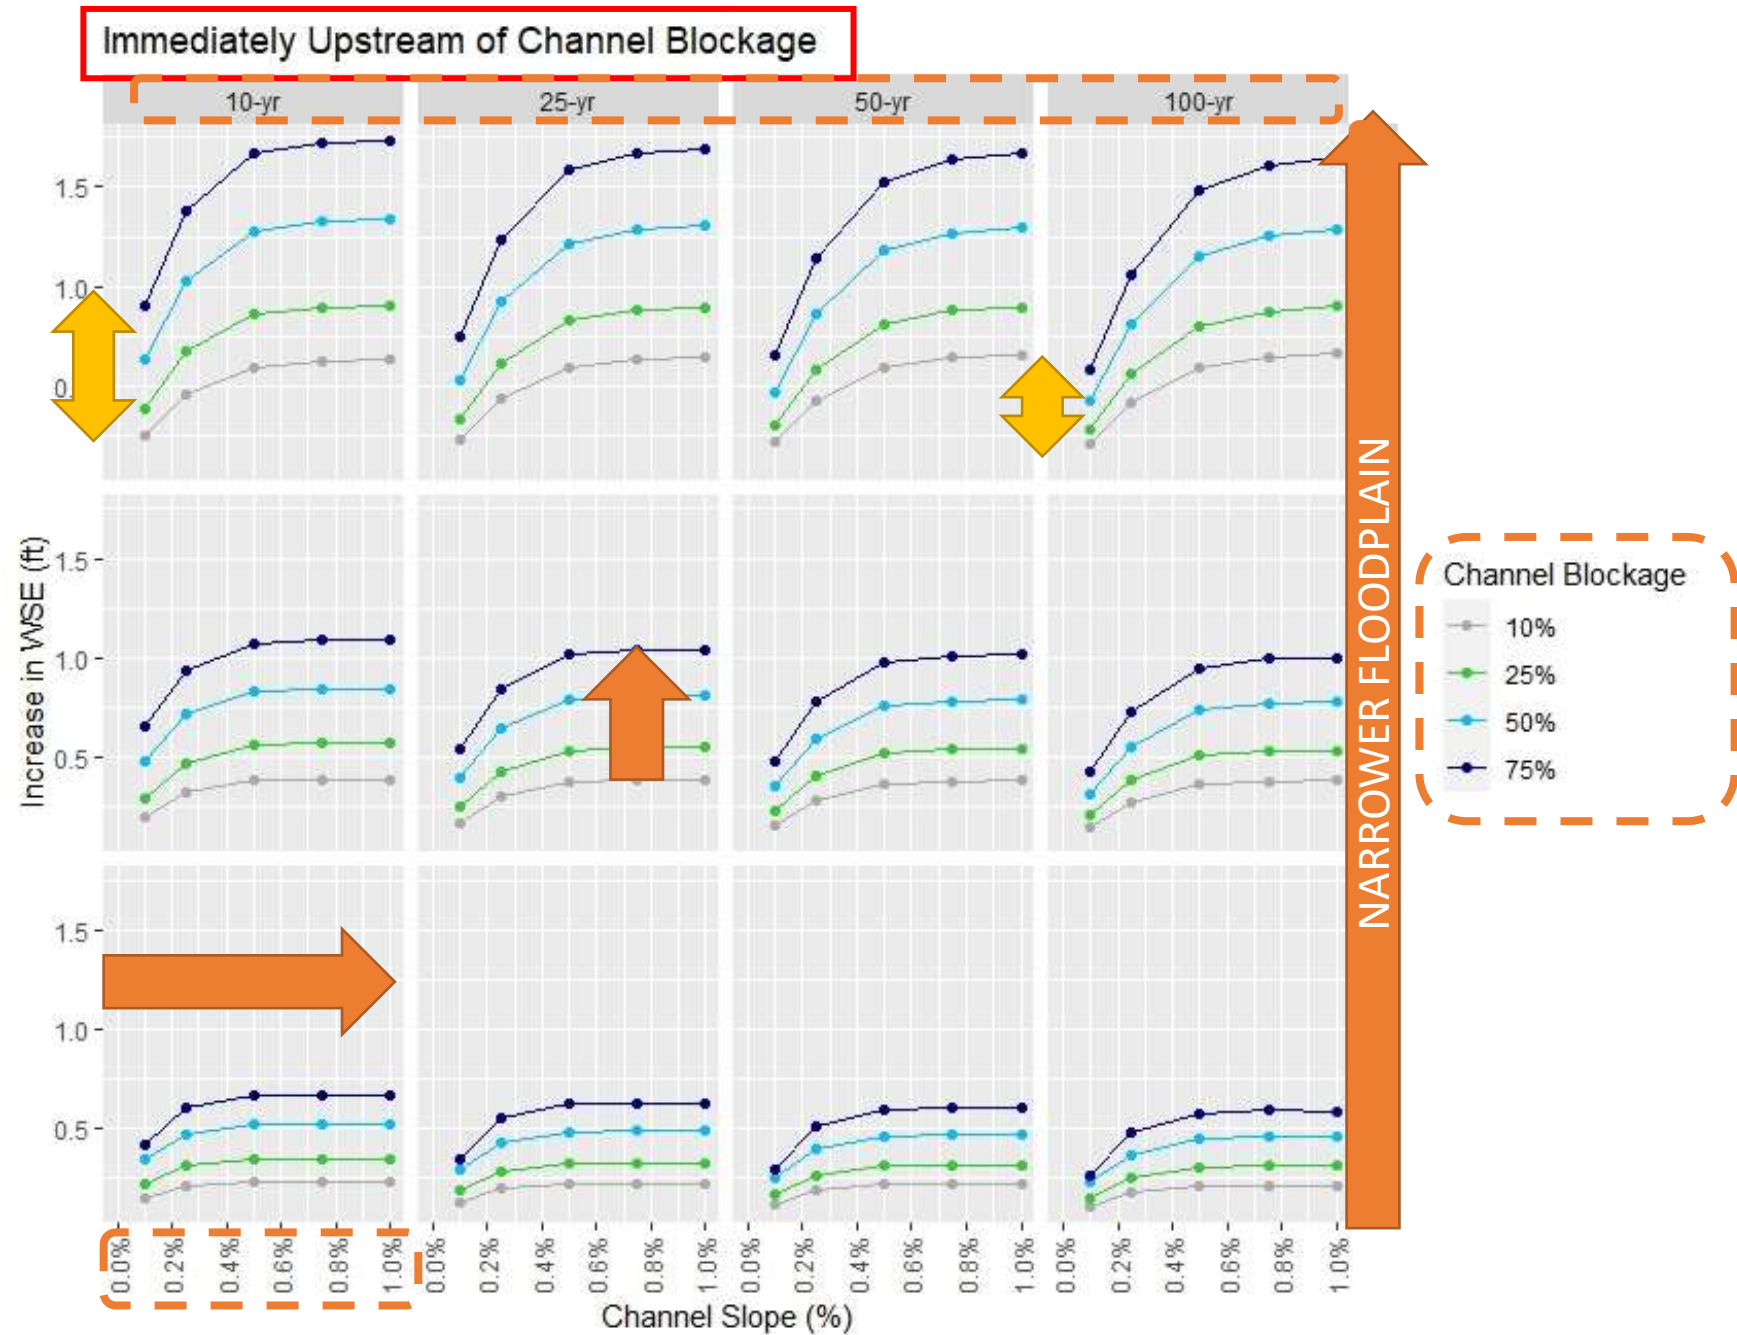 Immediately Upstream of Channel Blockage
10-yr 25-yr 50-yr 100-yr
1.5
1.0
0.
1.5
1.0
0.5
1.5
1.0
0.5
Increase in WSE (ft)
NARROWER FLOODPLAIN
Channel Blockage
10%
25%
50%
75%
0.0% 0.2% 0.4% 0.6% 0.8% 1.0% 0.0% 0.2% 0.4% 0.6% 0.8% 1.0% 0.0% 0.2% 0.4% 0.6% 0.8% 1.0% 0.0% 0.2% 0.4% 0.6% 0.8% 1.0%
Channel Slope (%)